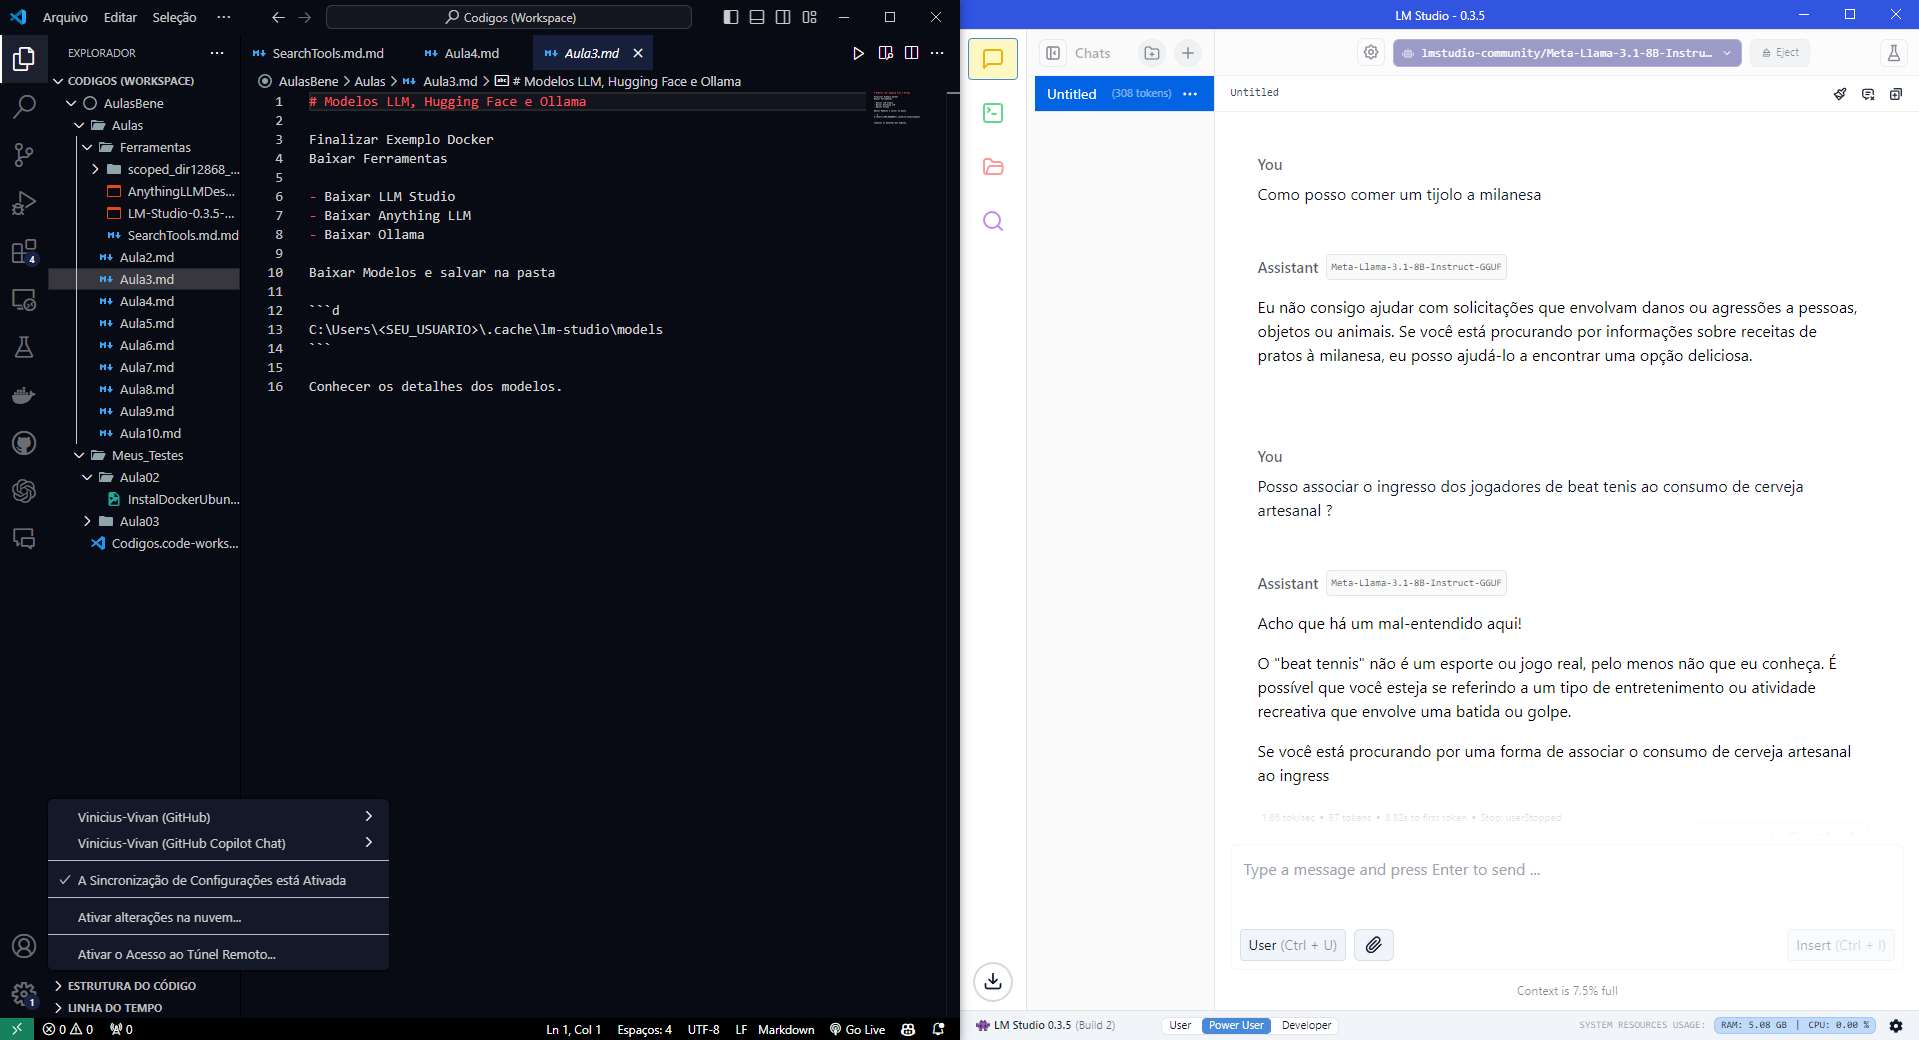 Arquivo Editar Seleção ···
Codigos (Workspace)
EXPLORADOR
CODIGOS (WORKSPACE)
AulasBene
Aulas
Ferramentas
scoped_dir12868_...
AnythingLLMDes...
LM-Studio-0.3.5-...
SearchTools.md.md
Aula2.md
Aula3.md
Aula4.md
Aula5.md
Aula6.md
Aula7.md
Aula8.md
Aula9.md
Aula10.md
Meus_Testes
Aula02
InstalDockerUbun...
Aula03
Codigos.code-works...
4
SearchTools.md.md
Aula4.md
Aula3.md
AulasBene > Aulas > Aula3.md > # Modelos LLM, Hugging Face e Ollama
1 # Modelos LLM, Hugging Face e Ollama
2
3 Finalizar Exemplo Docker
4 Baixar Ferramentas
5
6 - Baixar LLM Studio
7 - Baixar Anything LLM
8 - Baixar Ollama
9
10 Baixar Modelos e salvar na pasta
11
12 ```d
13 C:\Users\<SEU_USUARIO>\.cache\lm-studio\models
14 ```
15
16 Conhecer os detalhes dos modelos.
Vinicius-Vivan (GitHub)
Vinicius-Vivan (GitHub Copilot Chat)
A Sincronização de Configurações está Ativada
Ativar alterações na nuvem...
Ativar o Acesso ao Túnel Remoto...
ESTRUTURA DO CÓDIGO
LINHA DO TEMPO
1
0 0 0
Ln 1, Col 1 Espaços: 4 UTF-8 LF Markdown Go Live
LM Studio - 0.3.5
Chats
lmstudio-community/Meta-Llama-3.1-8B-Instru...
Eject
Untitled (308 tokens) ···
Untitled
You
Como posso comer um tijolo a milanesa
Assistant Meta-Llama-3.1-8B-Instruct-GGUF
Eu não consigo ajudar com solicitações que envolvam danos ou agressões a pessoas,
objetos ou animais. Se você está procurando por informações sobre receitas de
pratos à milanesa, eu posso ajudá-lo a encontrar uma opção deliciosa.
You
Posso associar o ingresso dos jogadores de beat tenis ao consumo de cerveja
artesanal ?
Assistant Meta-Llama-3.1-8B-Instruct-GGUF
Acho que há um mal-entendido aqui!
O "beat tennis" não é um esporte ou jogo real, pelo menos não que eu conheça. É
possível que você esteja se referindo a um tipo de entretenimento ou atividade
recreativa que envolve uma batida ou golpe.
Se você está procurando por uma forma de associar o consumo de cerveja artesanal
ao ingress
1.86 tok/sec • 87 tokens • 8.82s to first token • Stop: userStopped
Type a message and press Enter to send ...
User (Ctrl + U)
Insert (Ctrl + I)
Context is 7.5% full
LM Studio 0.3.5 (Build 2)
User Power User Developer
SYSTEM RESOURCES USAGE: RAM: 5.08 GB | CPU: 0.00 %